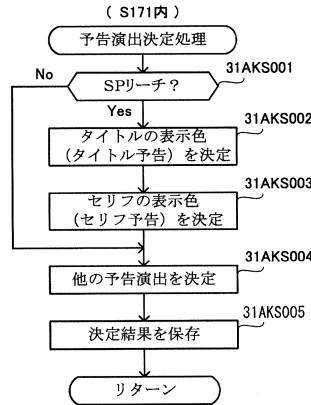 ( S171内 )
予告演出決定処理
31AKS001
SPリーチ？
No
Yes
31AKS002
タイトルの表示色
(タイトル予告) を決定
31AKS003
セリフの表示色
(セリフ予告) を決定
31AKS004
他の予告演出を決定
31AKS005
決定結果を保存
リターン